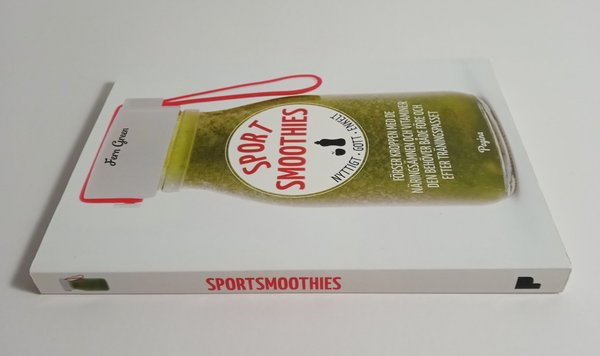 Fern Green
SPORT
SMOOTHIES
NYTTIGT • GOTT • ENKELT
FÖRSER KROPPEN MED DE
NÄRINGSÄMNEN OCH VITAMINER
DEN BEHÖVER BÅDE FÖRE OCH
EFTER TRÄNINGSPASSET
Pagina
SPORTSMOOTHIES